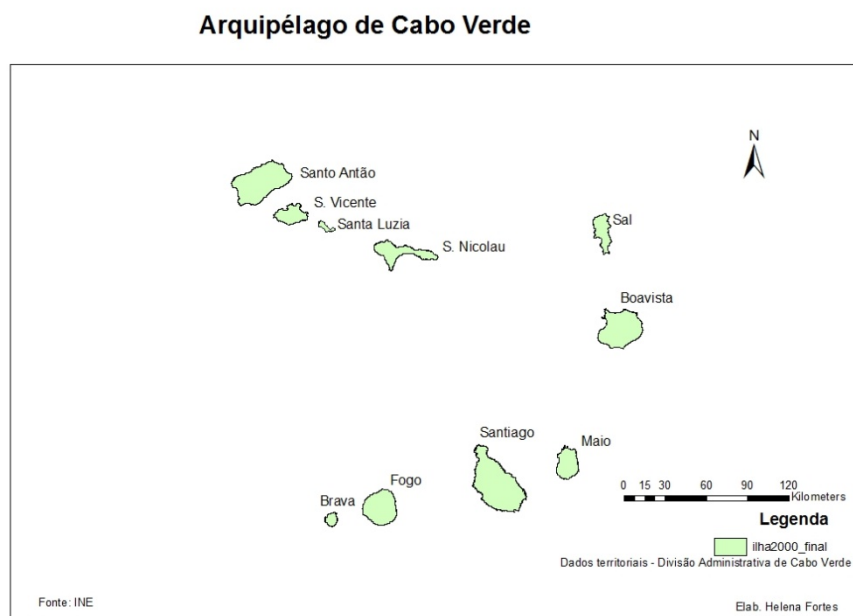 Arquipélago de Cabo Verde
N
Santo Antão
S. Vicente
Santa Luzia
S. Nicolau
Sal
Boavista
Santiago
Maio
Fogo
Brava
0 15 30 60 90 120
Kilometers
Legenda
ilha2000_final
Dados territoriais - Divisão Administrativa de Cabo Verde
Fonte: INE
Elab. Helena Fortes